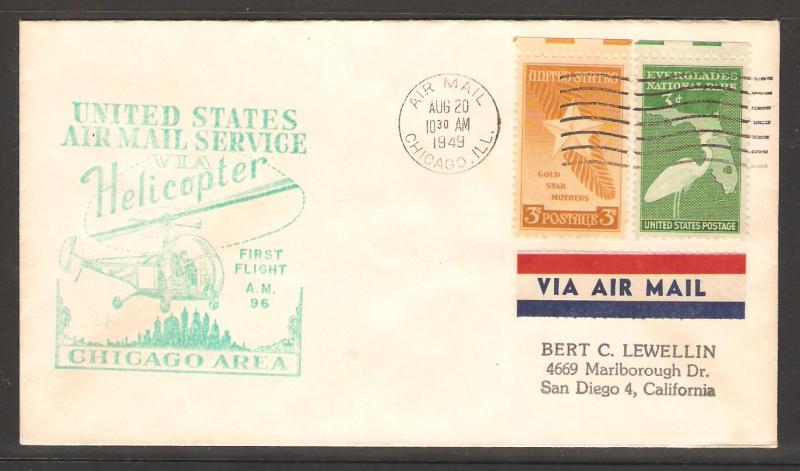 UNITED STATES
AIR MAIL SERVICE
VIA
Helicopter
FIRST
FLIGHT
A.M.
96
CHICAGO AREA
AIR MAIL
AUG 20
10 30 AM
1949
CHICAGO, ILL.
UNITED STATES
GOLD
STAR
MOTHERS
3¢ POSTAGE 3¢
EVERGLADES
NATIONAL PARK
3¢
UNITED STATES POSTAGE
VIA AIR MAIL
BERT C. LEWELLIN
4669 Marlborough Dr.
San Diego 4, California